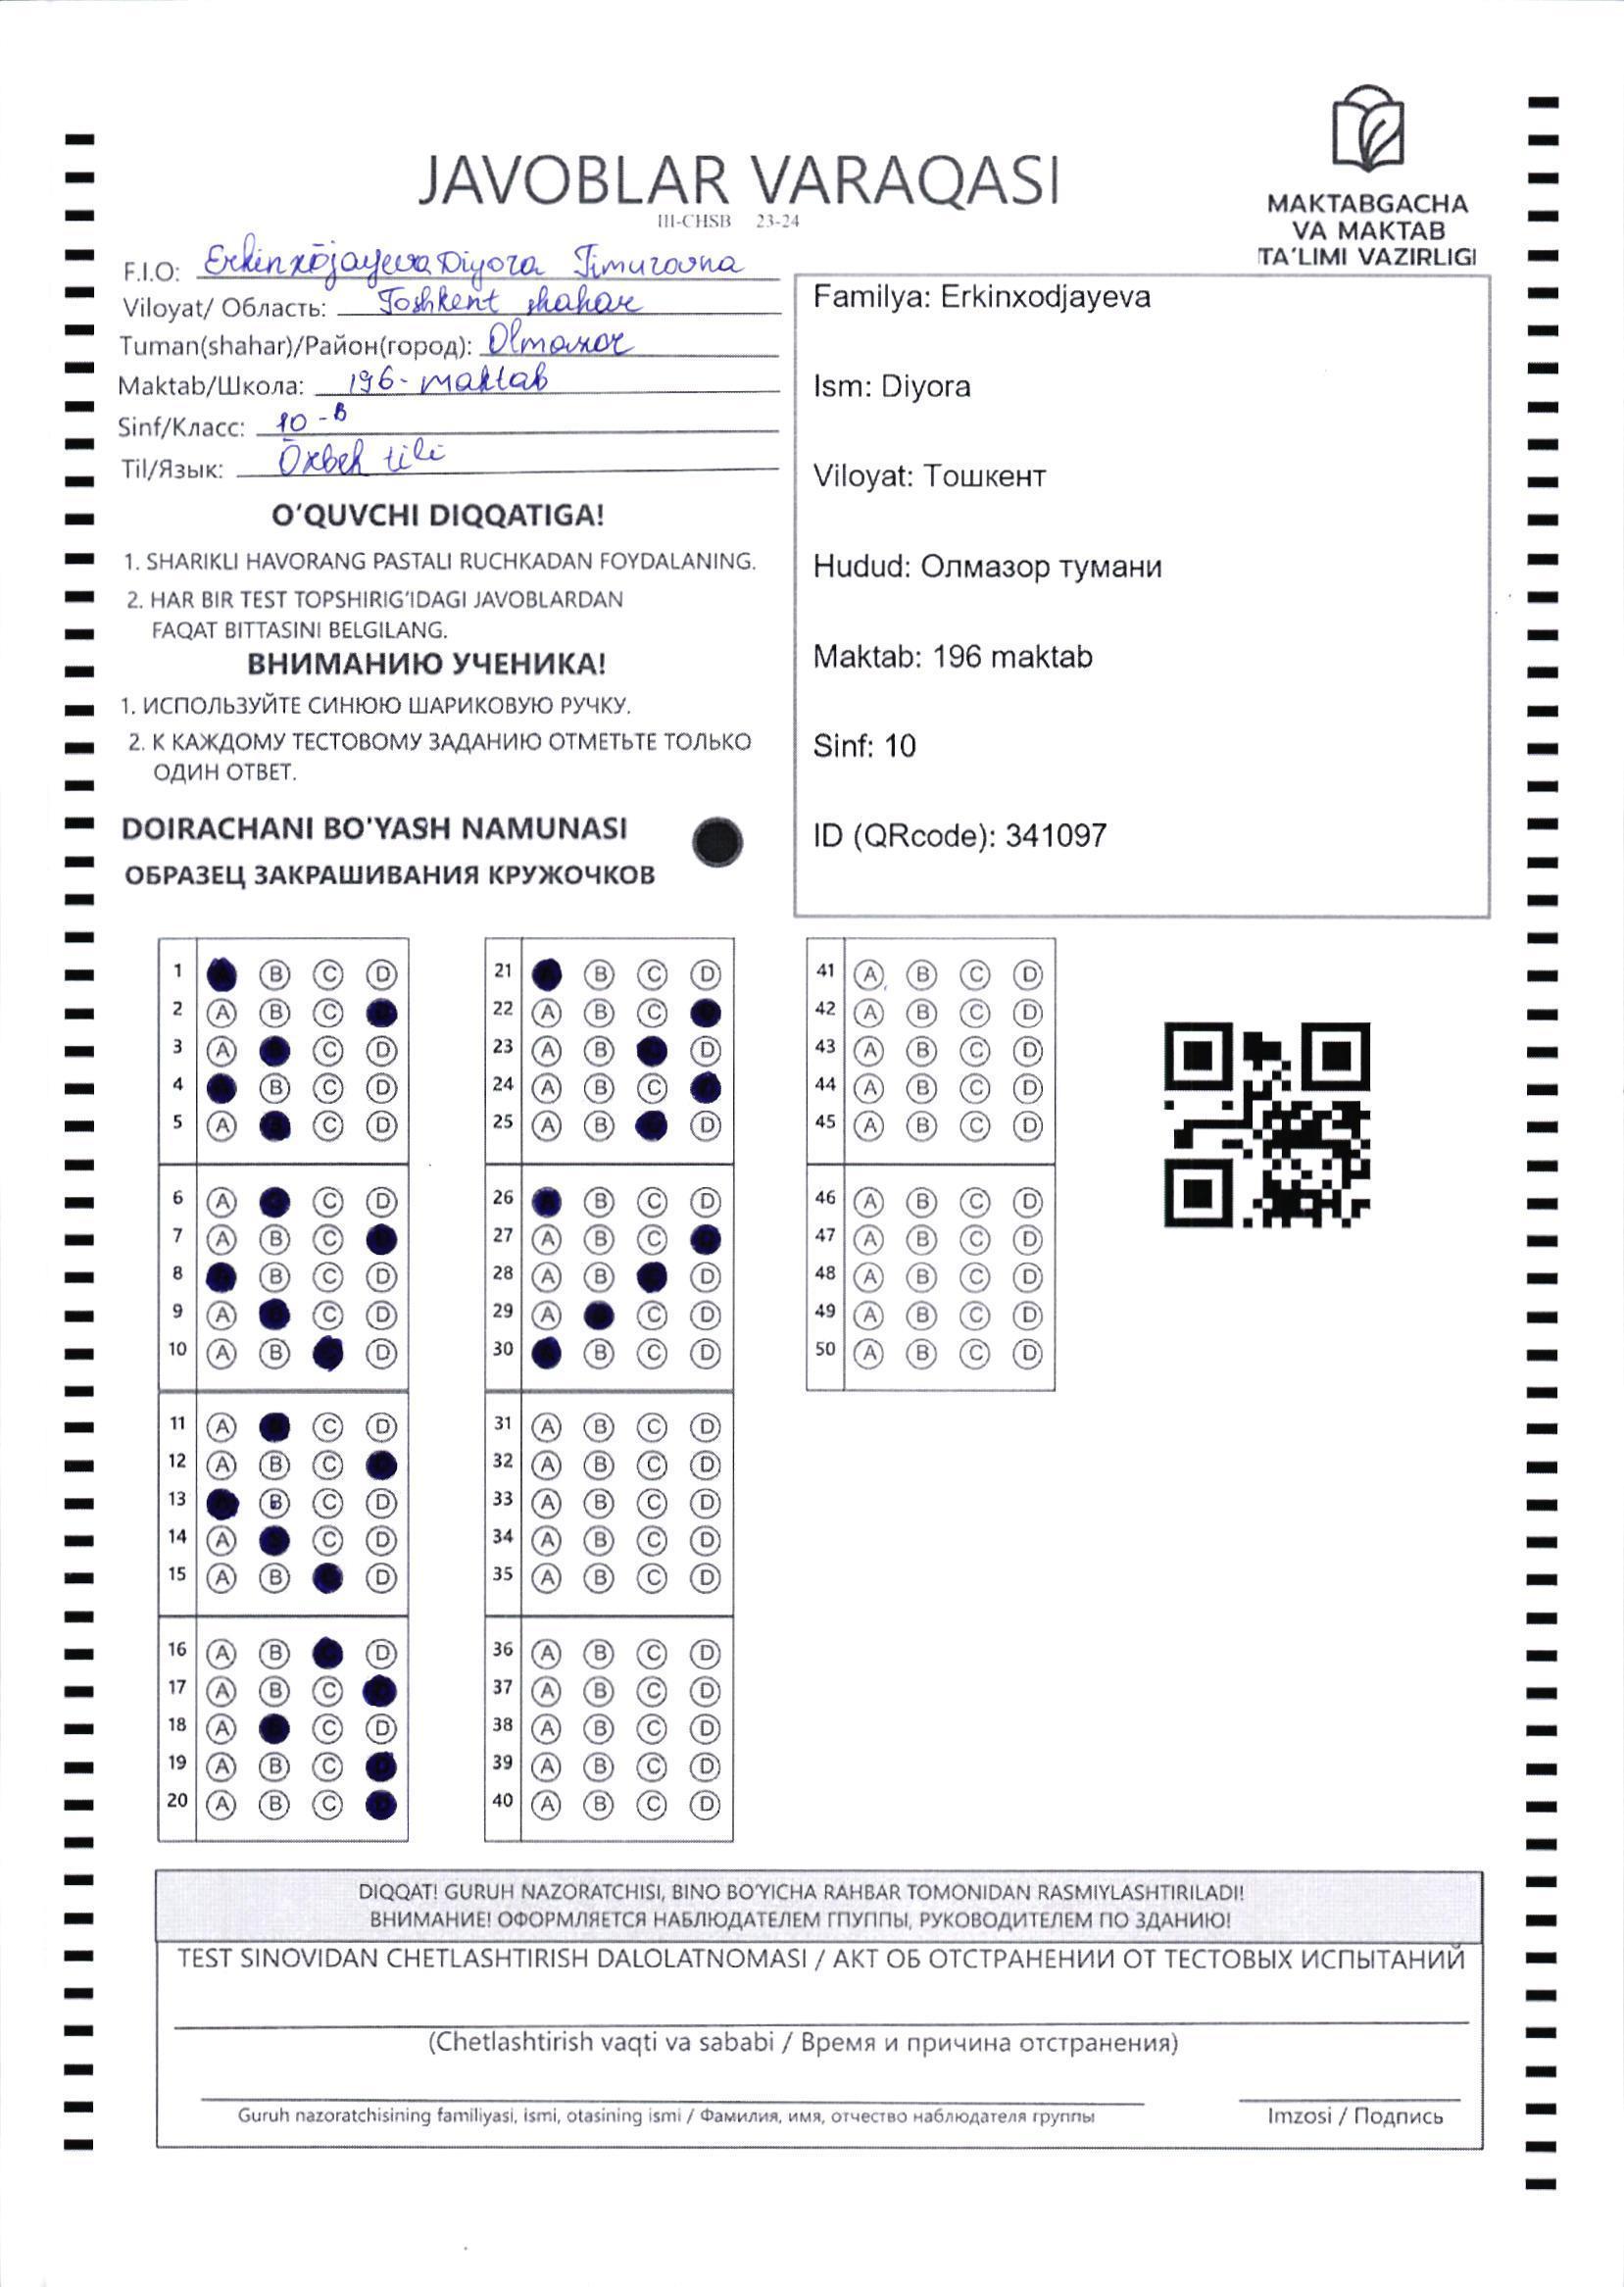 JAVOBLAR VARAQASI
III-CHSB 23-24
MAKTABGACHA
VA MAKTAB
TA'LIMI VAZIRLIGI
F.I.O: Erkinxõjayeva Diyora Timurovna
Viloyat/ Область: Toshkent shahar
Tuman(shahar)/Район(город): Olmaxor
Maktab/Школа: 196- maktab
Sinf/Класс: 10-B
Til/Язык: Õzbek tili
Familya: Erkinxodjayeva
Ism: Diyora
Viloyat: Тошкент
Hudud: Олмазор тумани
Maktab: 196 maktab
Sinf: 10
ID (QRcode): 341097
O'QUVCHI DIQQATIGA!
1. SHARIKLI HAVORANG PASTALI RUCHKADAN FOYDALANING.
2. HAR BIR TEST TOPSHIRIG'IDAGI JAVOBLARDAN
FAQAT BITTASINI BELGILANG.
ВНИМАНИЮ УЧЕНИКА!
1. ИСПОЛЬЗУЙТЕ СИНЮЮ ШАРИКОВУЮ РУЧКУ.
2. К КАЖДОМУ ТЕСТОВОМУ ЗАДАНИЮ ОТМЕТЬТЕ ТОЛЬКО
ОДИН ОТВЕТ.
DOIRACHANI BO'YASH NAMUNASI
ОБРАЗЕЦ ЗАКРАШИВАНИЯ КРУЖОЧКОВ
1 B C D
2 A B C
3 A C D
4 B C D
5 A C D
6 A C D
7 A B C
8 B C D
9 A C D
10 A B D
11 A C D
12 A B C
13 B C D
14 A C D
15 A B D
16 A B D
17 A B C
18 A C D
19 A B C
20 A B C
21 B C D
22 A B C
23 A B D
24 A B C
25 A B D
26 B C D
27 A B C
28 A B D
29 A C D
30 B C D
31 A B C D
32 A B C D
33 A B C D
34 A B C D
35 A B C D
36 A B C D
37 A B C D
38 A B C D
39 A B C D
40 A B C D
41 A B C D
42 A B C D
43 A B C D
44 A B C D
45 A B C D
46 A B C D
47 A B C D
48 A B C D
49 A B C D
50 A B C D
DIQQAT! GURUH NAZORATCHISI, BINO BO'YICHA RAHBAR TOMONIDAN RASMIYLASHTIRILADI!
ВНИМАНИЕ! ОФОРМЛЯЕТСЯ НАБЛЮДАТЕЛЕМ ГПУППЫ, РУКОВОДИТЕЛЕМ ПО ЗДАНИЮ!
TEST SINOVIDAN CHETLASHTIRISH DALOLATNOMASI / АКТ ОБ ОТСТРАНЕНИИ ОТ ТЕСТОВЫХ ИСПЫТАНИЙ
(Chetlashtirish vaqti va sababi / Время и причина отстранения)
Guruh nazoratchisining familiyasi, ismi, otasining ismi / Фамилия, имя, отчество наблюдателя группы
Imzosi / Подпись